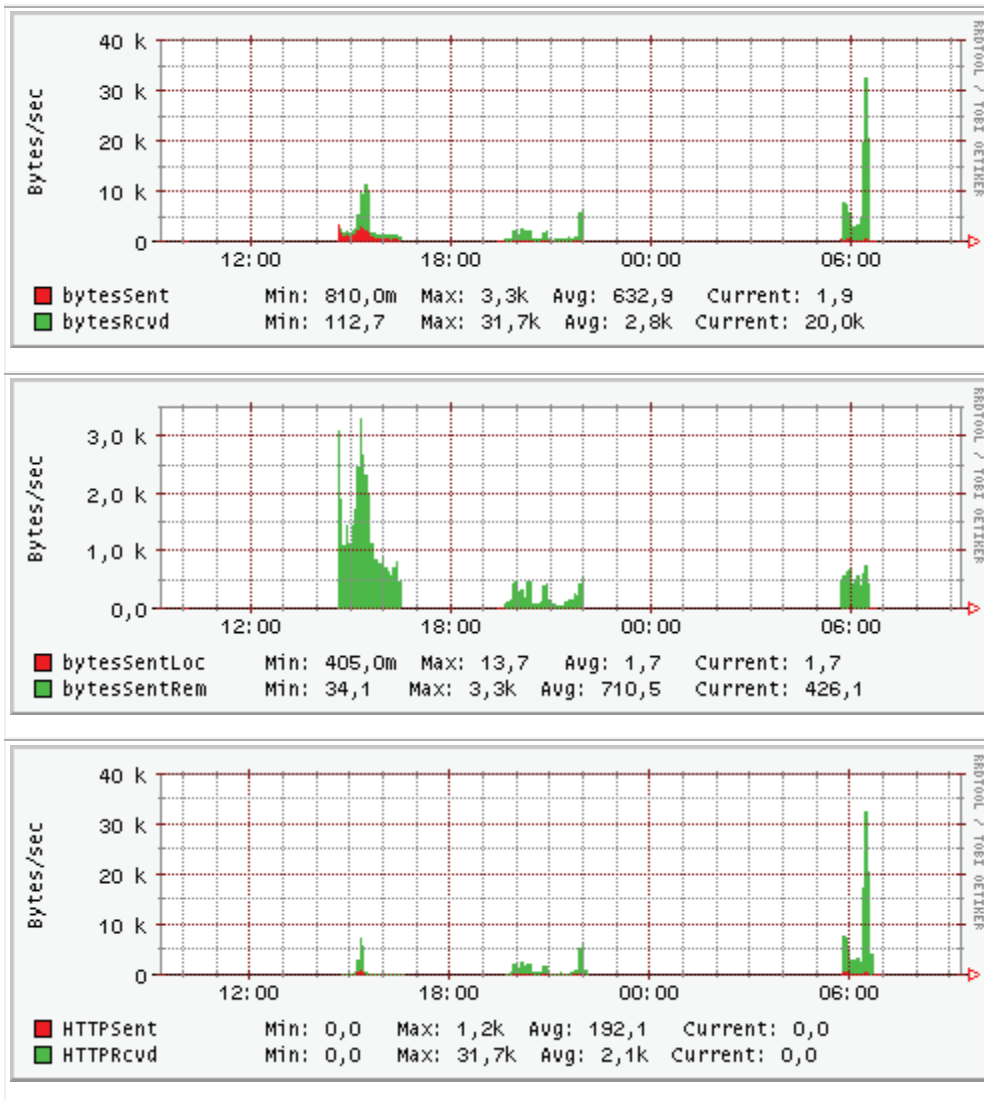 40 k
30 k
20 k
10 k
0
Bytes/sec
12:00 18:00 00:00 06:00
bytesSent Min: 810,0m Max: 3,3k Avg: 632,9 Current: 1,9
bytesRcvd Min: 112,7 Max: 31,7k Avg: 2,8k Current: 20,0k
RRDTOOL / TOBI OETIKER
3,0 k
2,0 k
1,0 k
0,0
Bytes/sec
12:00 18:00 00:00 06:00
bytesSentLoc Min: 405,0m Max: 13,7 Avg: 1,7 Current: 1,7
bytesSentRem Min: 34,1 Max: 3,3k Avg: 710,5 Current: 426,1
RRDTOOL / TOBI OETIKER
40 k
30 k
20 k
10 k
0
Bytes/sec
12:00 18:00 00:00 06:00
HTTPSent Min: 0,0 Max: 1,2k Avg: 192,1 Current: 0,0
HTTPRcvd Min: 0,0 Max: 31,7k Avg: 2,1k Current: 0,0
RRDTOOL / TOBI OETIKER